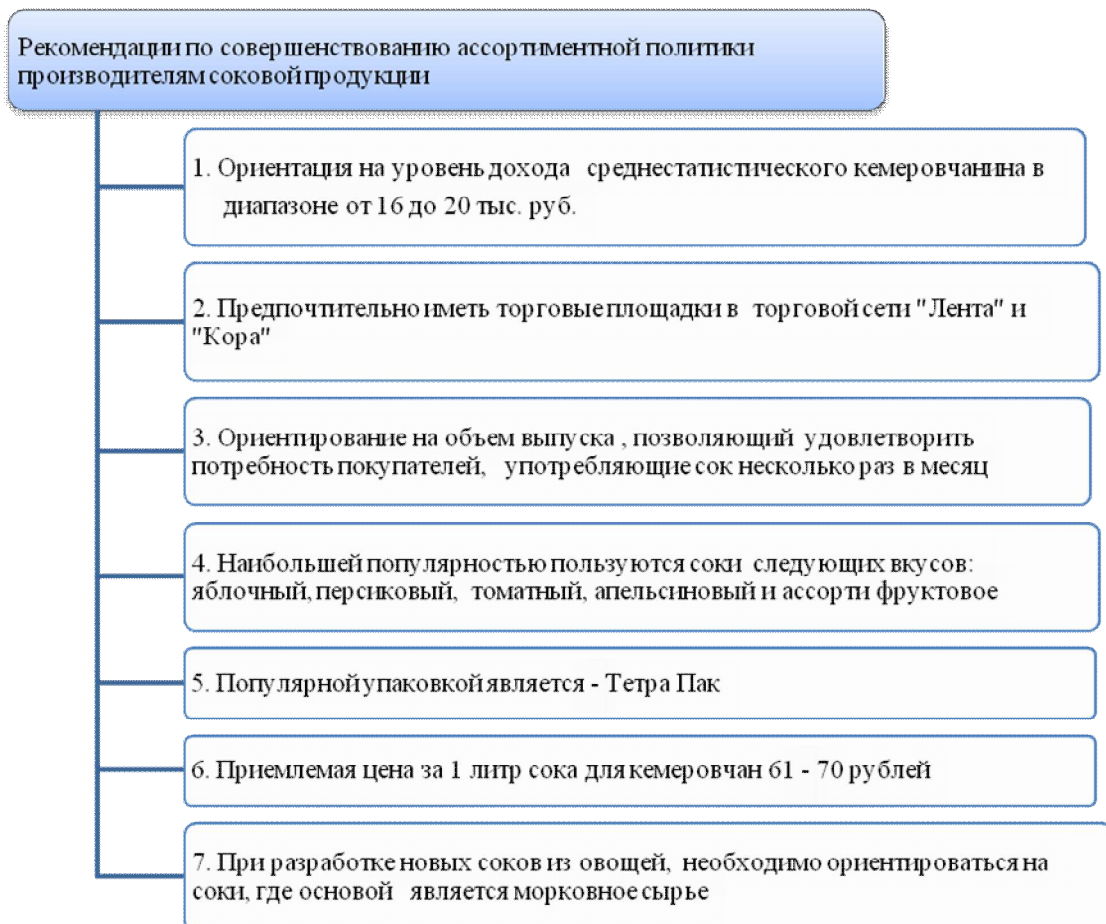 Рекомендации по совершенствованию ассортиментной политики
производителям соковой продукции
1. Ориентация на уровень дохода среднестатистического кемеровчанина в
диапазоне от 16 до 20 тыс. руб.
2. Предпочтительно иметь торговые площадки в торговой сети "Лента" и
"Кора"
3. Ориентирование на объем выпуска , позволяющий удовлетворить
потребность покупателей, употребляющие сок несколько раз в месяц
4. Наибольшей популярностью пользуются соки следующих вкусов:
яблочный, персиковый, томатный, апельсиновый и ассорти фруктовое
5. Популярной упаковкой является - Тетра Пак
6. Приемлемая цена за 1 литр сока для кемеровчан 61 - 70 рублей
7. При разработке новых соков из овощей, необходимо ориентироваться на
соки, где основой является морковное сырье